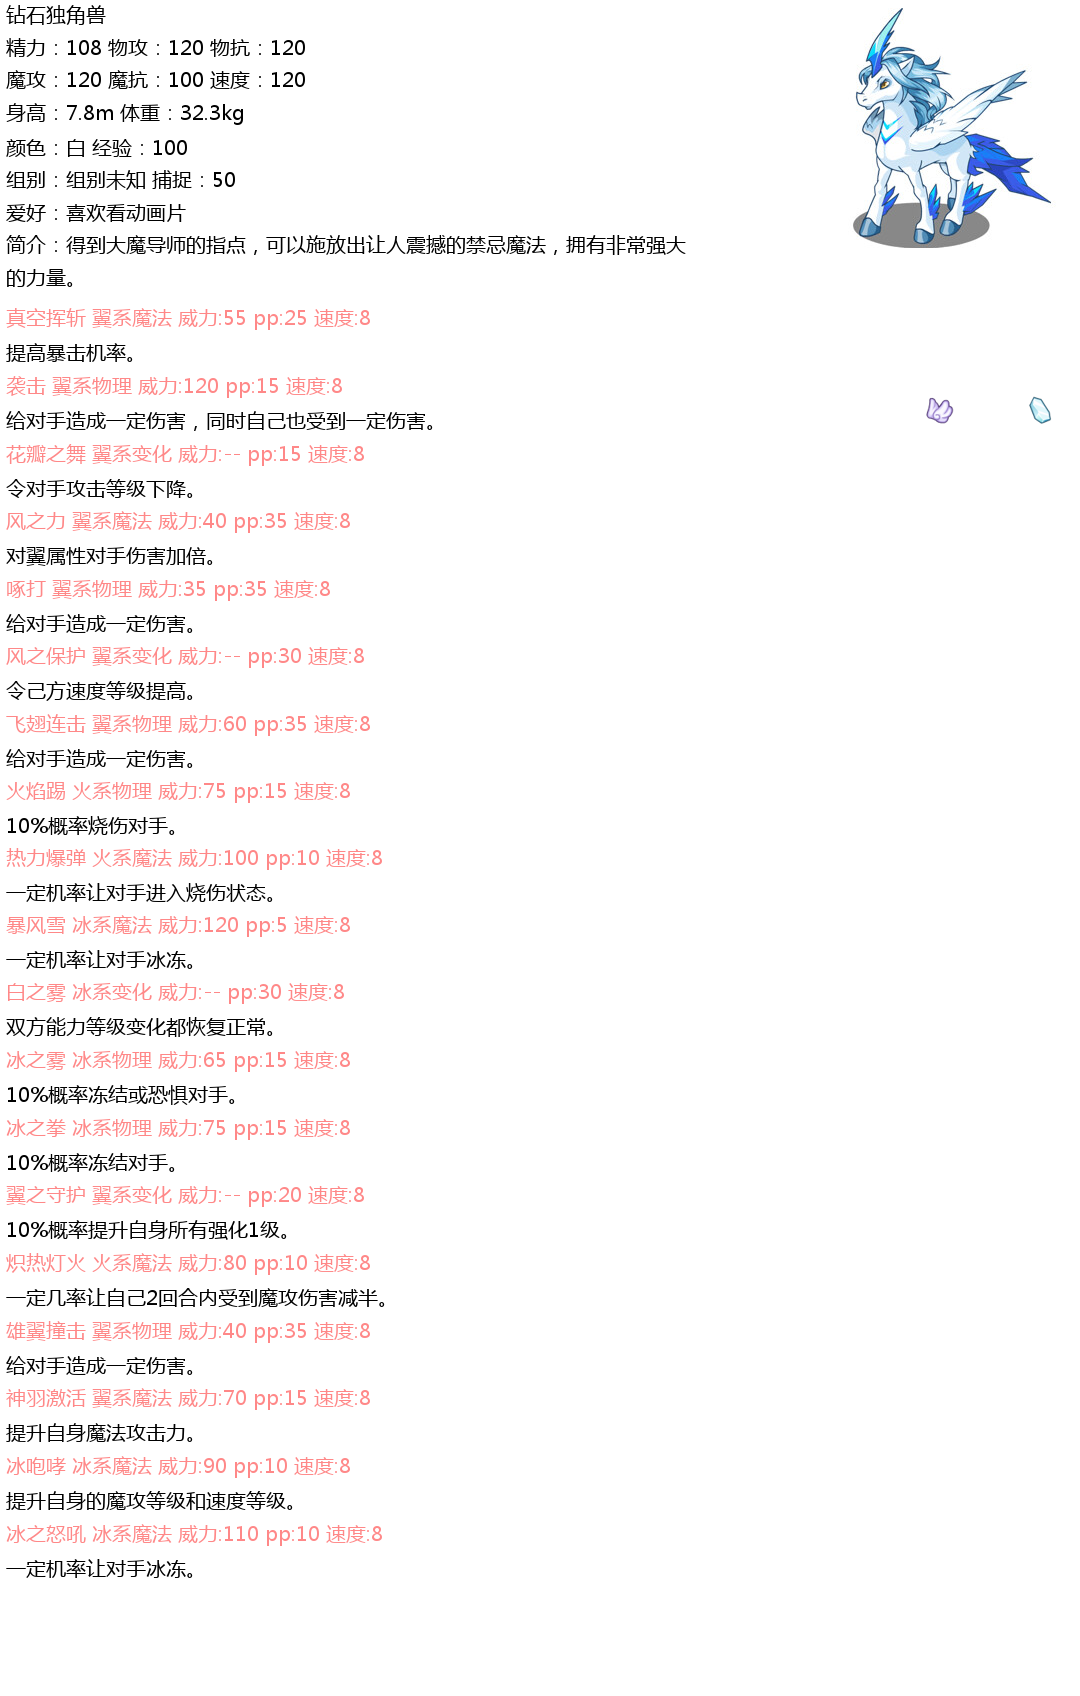 钻石独角兽
精力：108 物攻：120 物抗：120
魔攻：120 魔抗：100 速度：120
身高：7.8m 体重：32.3kg
颜色：白 经验：100
组别：组别未知 捕捉：50
爱好：喜欢看动画片
简介：得到大魔导师的指点，可以施放出让人震撼的禁忌魔法，拥有非常强大
的力量。
真空挥斩 翼系魔法 威力:55 pp:25 速度:8
提高暴击机率。
袭击 翼系物理 威力:120 pp:15 速度:8
给对手造成一定伤害，同时自己也受到一定伤害。
花瓣之舞 翼系变化 威力:-- pp:15 速度:8
令对手攻击等级下降。
风之力 翼系魔法 威力:40 pp:35 速度:8
对翼属性对手伤害加倍。
啄打 翼系物理 威力:35 pp:35 速度:8
给对手造成一定伤害。
风之保护 翼系变化 威力:-- pp:30 速度:8
令己方速度等级提高。
飞翅连击 翼系物理 威力:60 pp:35 速度:8
给对手造成一定伤害。
火焰踢 火系物理 威力:75 pp:15 速度:8
10%概率烧伤对手。
热力爆弹 火系魔法 威力:100 pp:10 速度:8
一定机率让对手进入烧伤状态。
暴风雪 冰系魔法 威力:120 pp:5 速度:8
一定机率让对手冰冻。
白之雾 冰系变化 威力:-- pp:30 速度:8
双方能力等级变化都恢复正常。
冰之雾 冰系物理 威力:65 pp:15 速度:8
10%概率冻结或恐惧对手。
冰之拳 冰系物理 威力:75 pp:15 速度:8
10%概率冻结对手。
翼之守护 翼系变化 威力:-- pp:20 速度:8
10%概率提升自身所有强化1级。
炽热灯火 火系魔法 威力:80 pp:10 速度:8
一定几率让自己2回合内受到魔攻伤害减半。
雄翼撞击 翼系物理 威力:40 pp:35 速度:8
给对手造成一定伤害。
神羽激活 翼系魔法 威力:70 pp:15 速度:8
提升自身魔法攻击力。
冰咆哮 冰系魔法 威力:90 pp:10 速度:8
提升自身的魔攻等级和速度等级。
冰之怒吼 冰系魔法 威力:110 pp:10 速度:8
一定机率让对手冰冻。